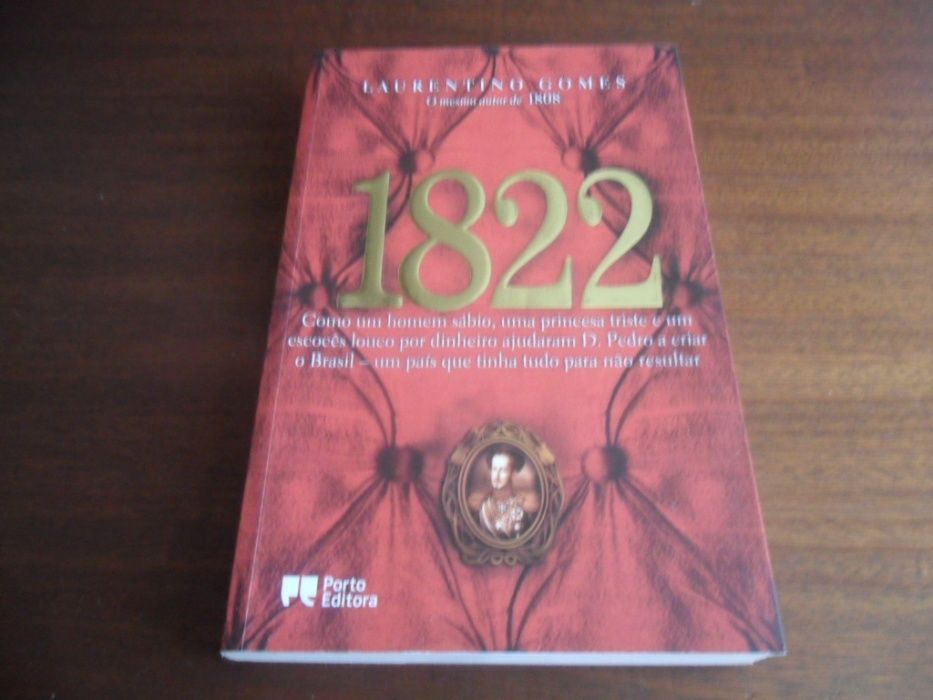 LAURENTINO GOMES
O mesmo autor de 1808
1822
Como um homem sábio, uma princesa triste e um
escocês louco por dinheiro ajudaram D. Pedro a criar
o Brasil – um país que tinha tudo para não resultar
Porto
Editora